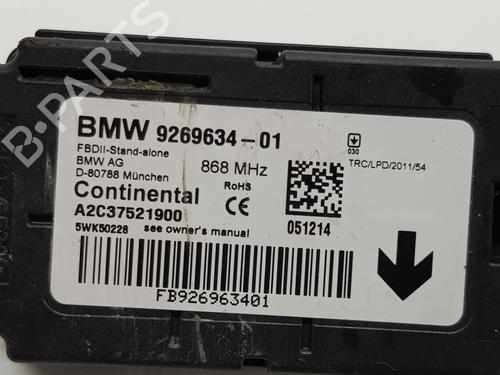 BMW 9269634-01
FBDII-Stand-alone
BMW AG
D-80788 München
868 MHz
RoHS
030
TRC/LPD/2011/54
Continental
CE
A2C37521900
051214
5WK50228 see owner's manual
FB926963401
B-PARTS